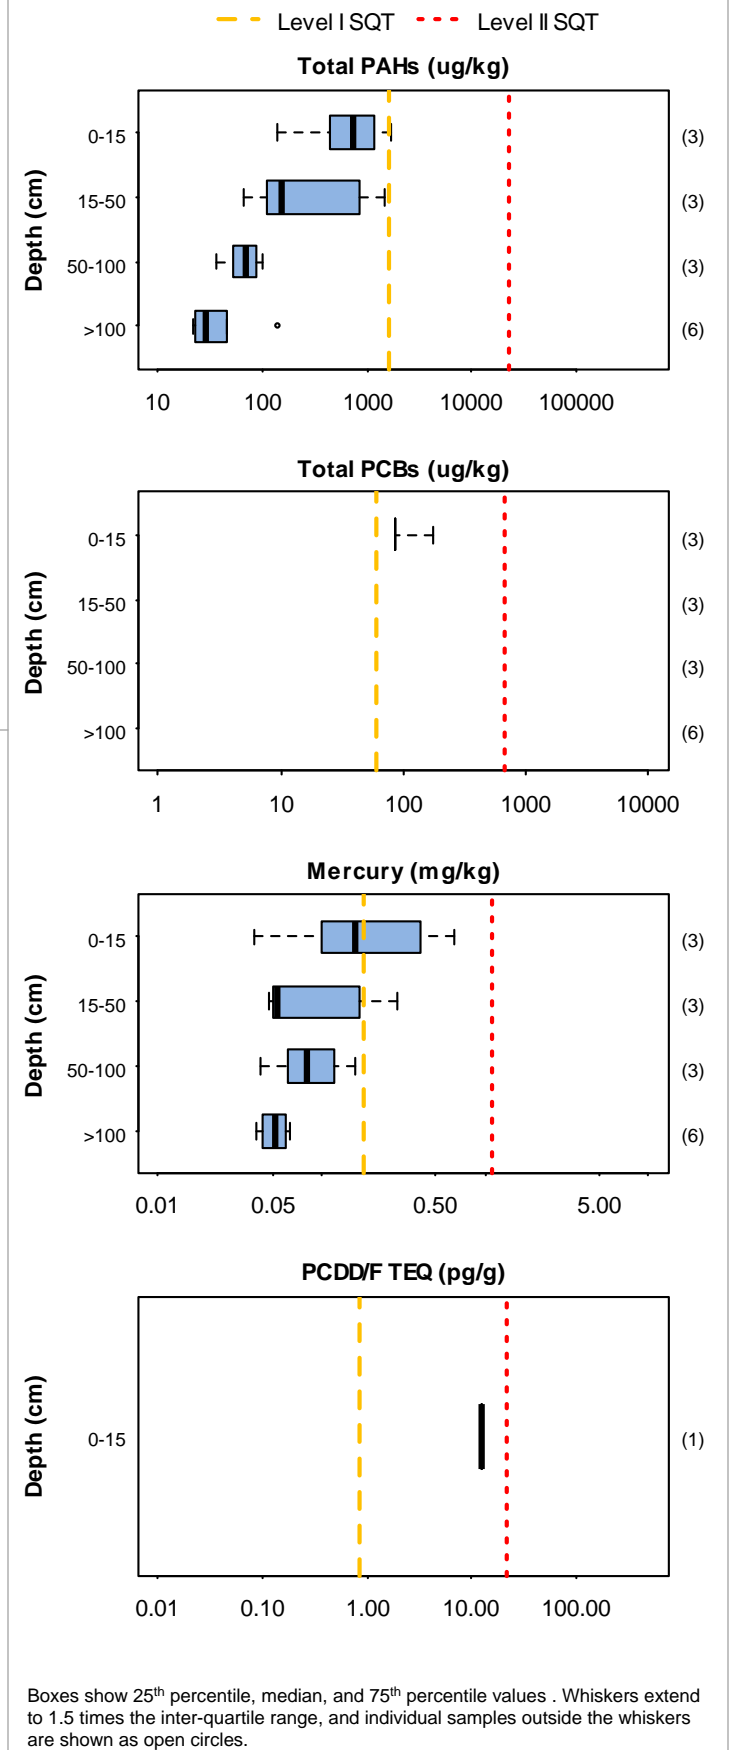 Level I SQT Level II SQT
Total PAHs (ug/kg)
Depth (cm)
0-15 (3)
15-50 (3)
50-100 (3)
>100 (6)
10 100 1000 10000 100000
Total PCBs (ug/kg)
Depth (cm)
0-15 (3)
15-50 (3)
50-100 (3)
>100 (6)
1 10 100 1000 10000
Mercury (mg/kg)
Depth (cm)
0-15 (3)
15-50 (3)
50-100 (3)
>100 (6)
0.01 0.05 0.50 5.00
PCDD/F TEQ (pg/g)
Depth (cm)
0-15 (1)
0.01 0.10 1.00 10.00 100.00
Boxes show 25th percentile, median, and 75th percentile values . Whiskers extend
to 1.5 times the inter-quartile range, and individual samples outside the whiskers
are shown as open circles.